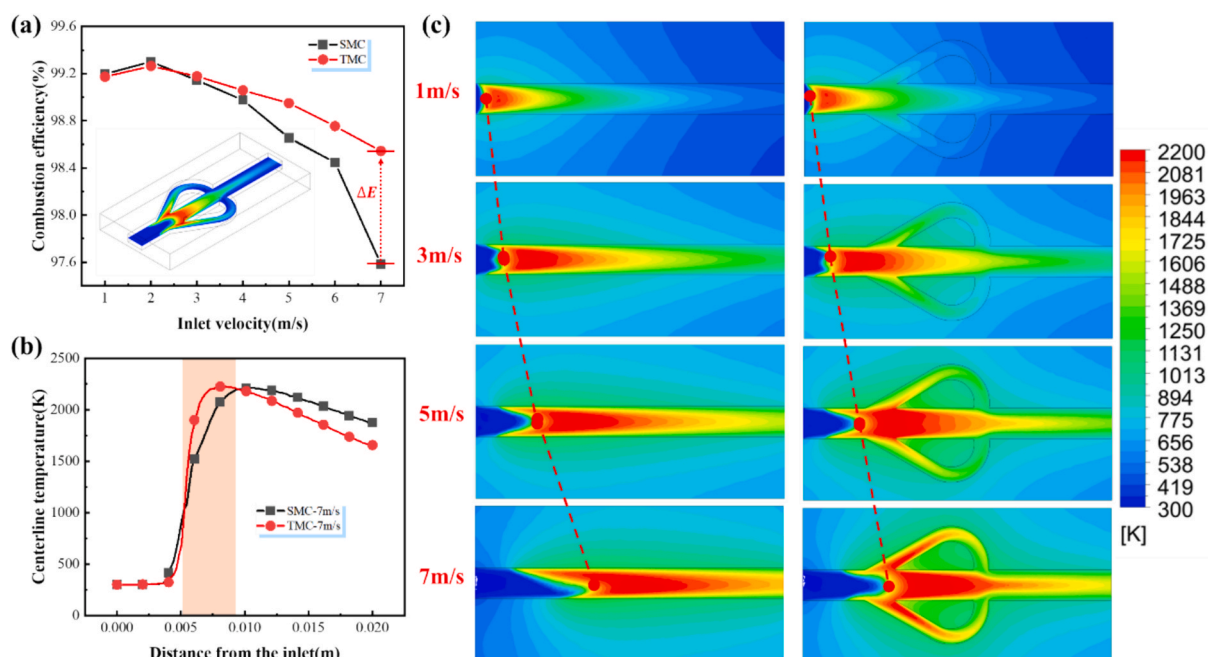 (a)
99.6
99.2
98.8
98.4
98.0
97.6
Combustion efficiency(%)
SMC
TMC
ΔE
1 2 3 4 5 6 7
Inlet velocity(m/s)
(b)
2500
2000
1500
1000
500
0
Centerline temperature(K)
SMC-7m/s
TMC-7m/s
0.000 0.005 0.010 0.015 0.020
Distance from the inlet(m)
(c)
1m/s
3m/s
5m/s
7m/s
2200
2081
1963
1844
1725
1606
1488
1369
1250
1131
1013
894
775
656
538
419
300
[K]